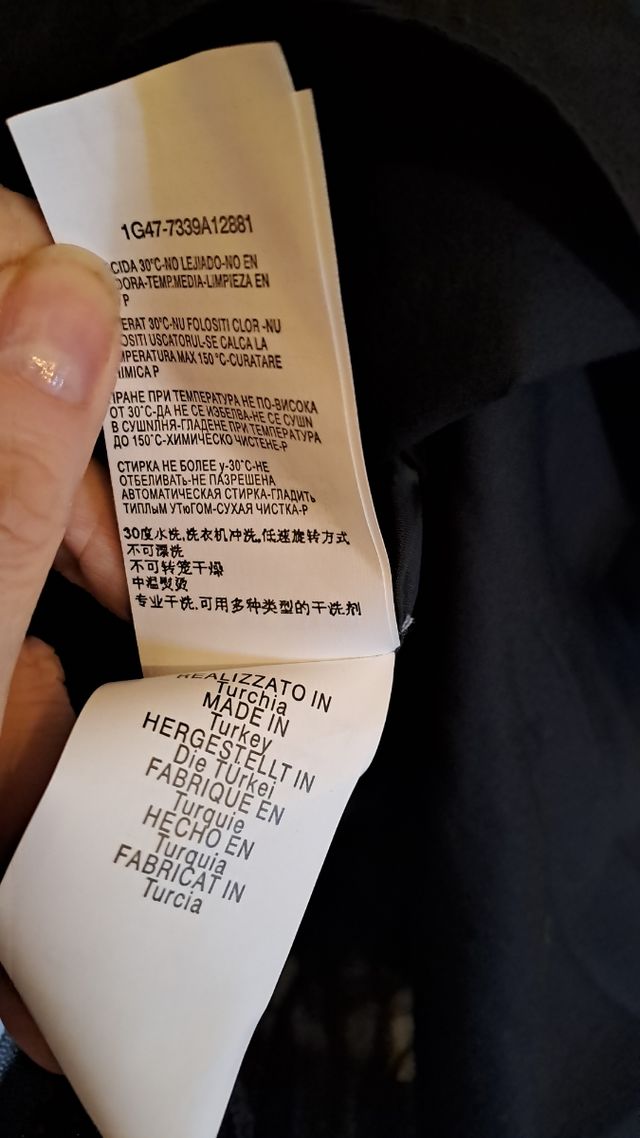 1G47-7339A12881
CIDA 30°C-NO LEJIADO-NO EN
DORA-TEMP.MEDIA-LIMPIEZA EN
P
ERAT 30°C-NU FOLOSITI CLOR -NU
OSITI USCATORUL-SE CALCA LA
MPERATURA MAX 150 °C-CURATARE
IMICA P
ПРАНЕ ПРИ ТЕМПЕРАТУРА НЕ ПО-ВИСОКА
ОТ 30°С-ДА НЕ СЕ ИЗБЕЛВА-НЕ СЕ СУШN
В СУШNЛНЯ-ГЛАДЕНЕ ПРИ ТЕМПЕРАТУРА
ДО 150°С-ХИМИЧЕСКО ЧИСТЕНЕ-Р
СТИРКА НЕ БОЛЕЕ у-30°С-НЕ
ОТБЕЛИВАТЬ-НЕ РАЗРЕШЕНА
АВТОМАТИЧЕСКАЯ СТИРКА-ГЛАДИТЬ
ТИПЛЫМ УТЮГОМ-СУХАЯ ЧИСТКА-Р
30度水洗,洗衣机冲洗,低速旋转方式
不可漂洗
不可转笼干燥
中温熨烫
专业干洗,可用多种类型的干洗剂
REALIZZATO IN
Turchia
MADE IN
Turkey
HERGESTELLT IN
Die TUrkei
FABRIQUE EN
Turquie
HECHO EN
Turquia
FABRICAT IN
Turcia